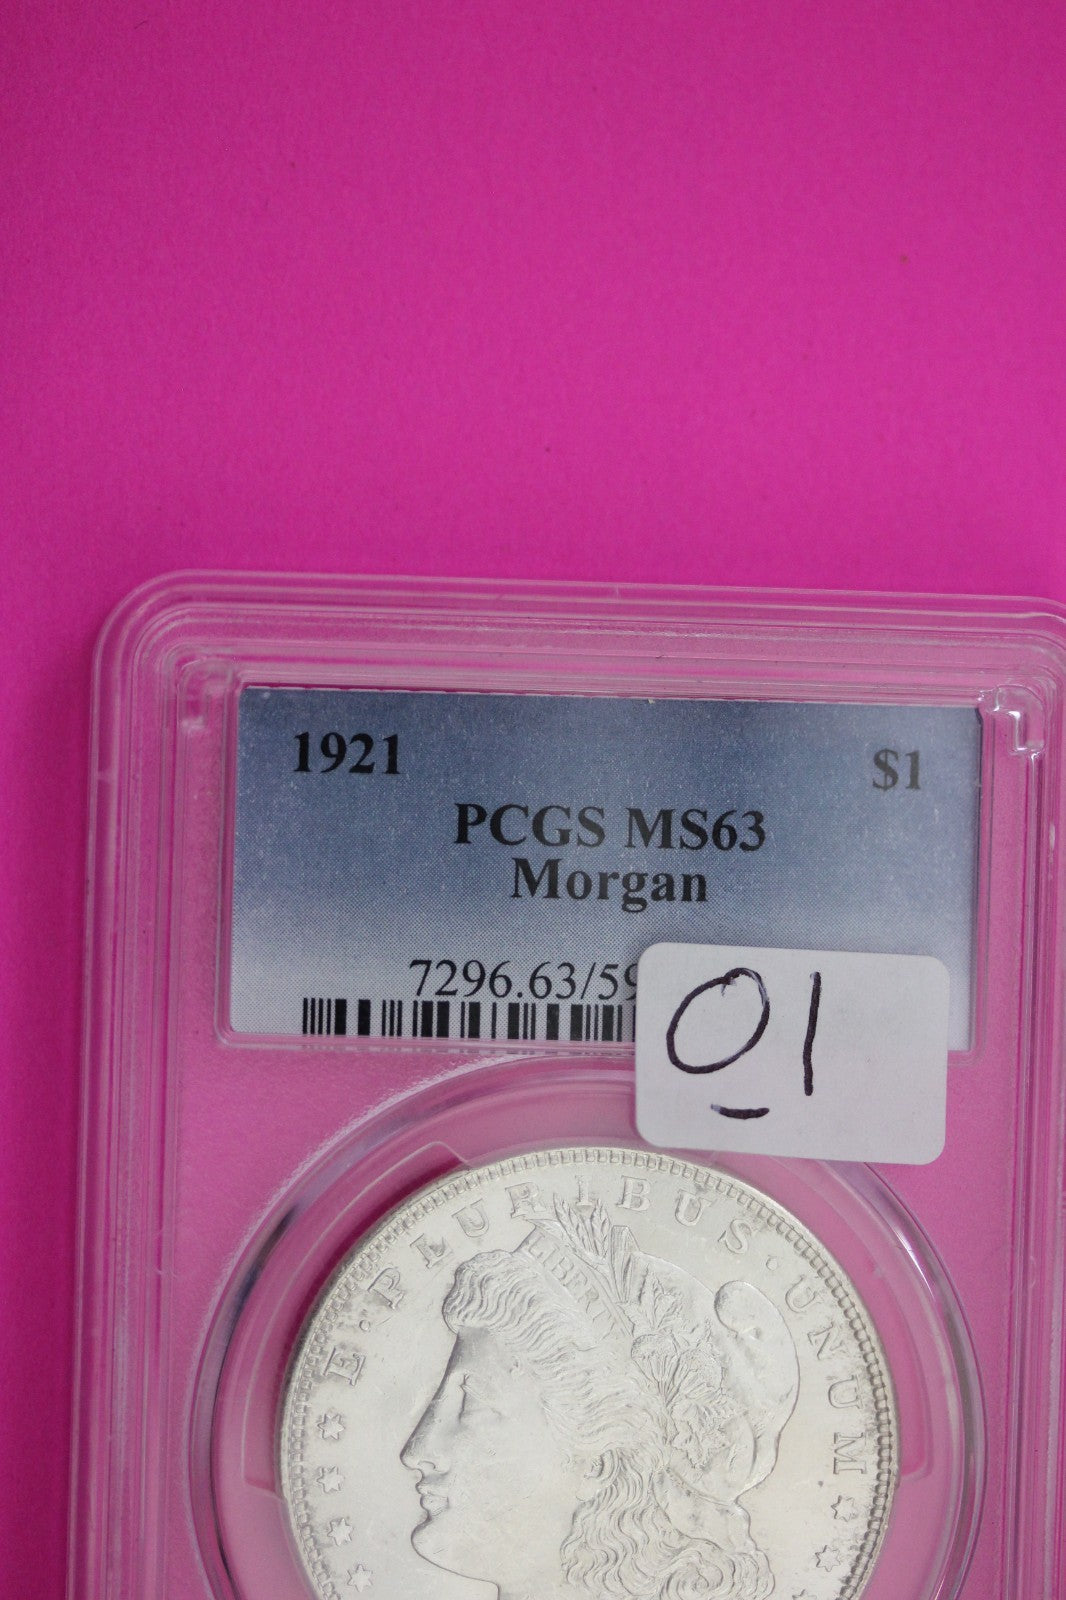 1921 $1
PCGS MS63
Morgan
7296.63/59
01
E·PLURIBUS·UNUM
LIBERTY